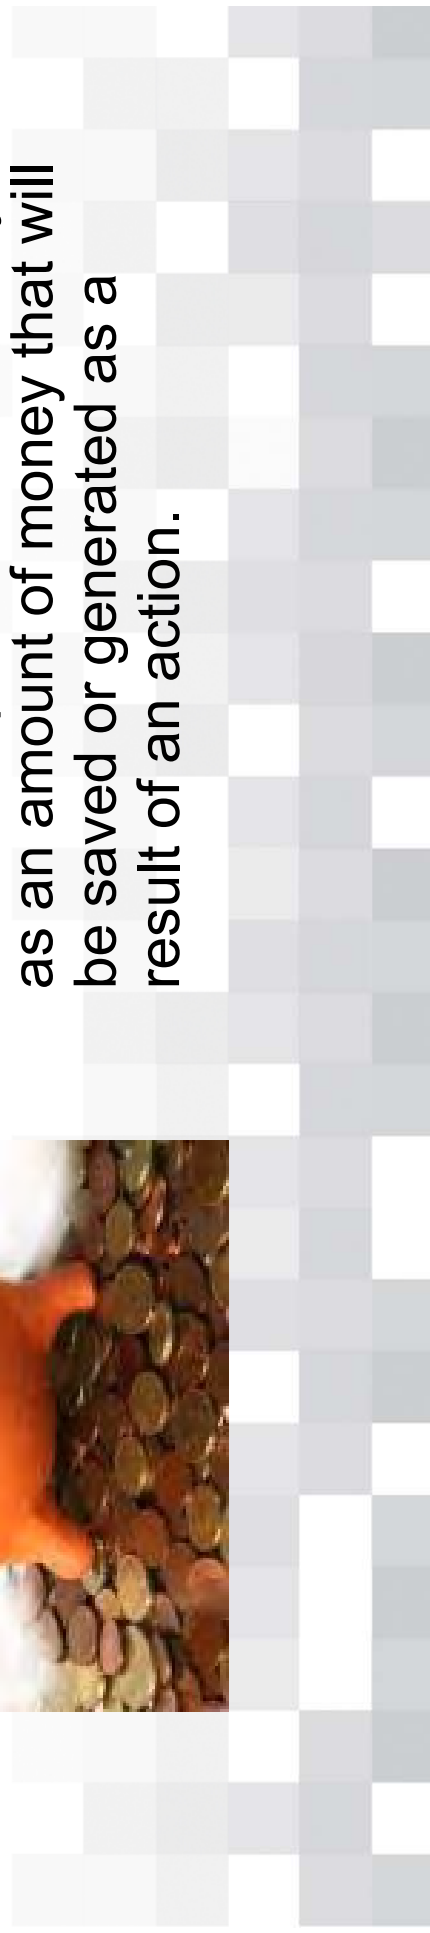 as an amount of money that will
be saved or generated as a
result of an action.